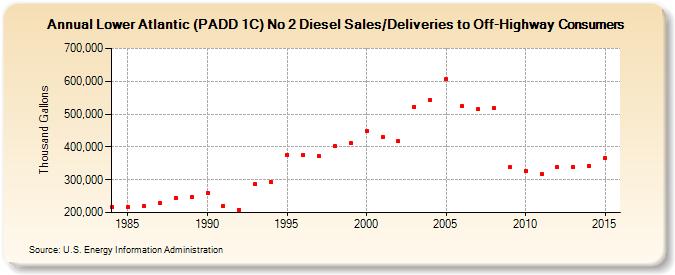 Annual Lower Atlantic (PADD 1C) No 2 Diesel Sales/Deliveries to Off-Highway Consumers
Thousand Gallons
700,000
600,000
500,000
400,000
300,000
200,000
1985 1990 1995 2000 2005 2010 2015
Source: U.S. Energy Information Administration